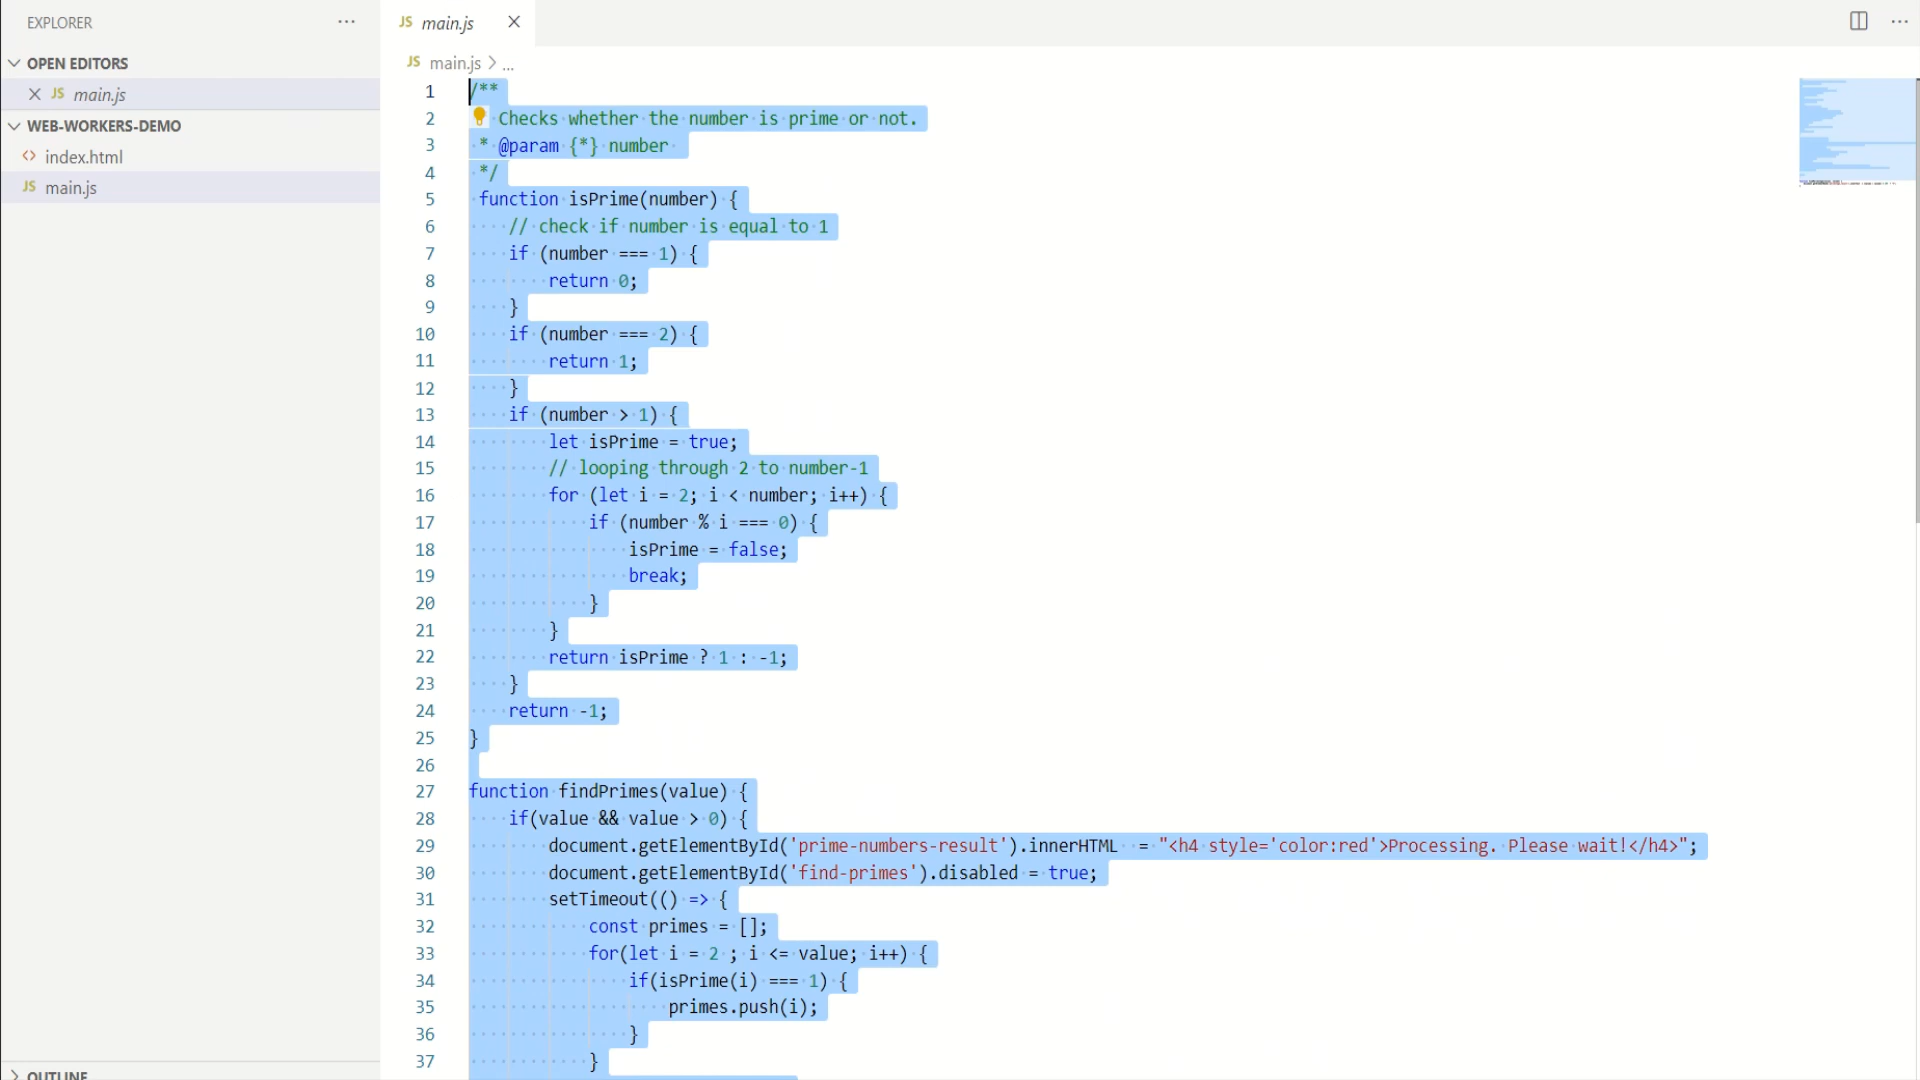 EXPLORER
OPEN EDITORS
JS main.js
WEB-WORKERS-DEMO
<> index.html
JS main.js
OUTLINE
JS main.js
JS main.js > ...
1 /**
2 Checks whether the number is prime or not.
3 * @param {*} number
4 */
5 function isPrime(number) {
6 // check if number is equal to 1
7 if (number === 1) {
8 return 0;
9 }
10 if (number === 2) {
11 return 1;
12 }
13 if (number > 1) {
14 let isPrime = true;
15 // looping through 2 to number-1
16 for (let i = 2; i < number; i++) {
17 if (number % i === 0) {
18 isPrime = false;
19 break;
20 }
21 }
22 return isPrime ? 1 : -1;
23 }
24 return -1;
25 }
26
27 function findPrimes(value) {
28 if(value && value > 0) {
29 document.getElementById('prime-numbers-result').innerHTML  = "<h4 style='color:red'>Processing. Please wait!</h4>";
30 document.getElementById('find-primes').disabled = true;
31 setTimeout(() => {
32 const primes = [];
33 for(let i = 2 ; i <= value; i++) {
34 if(isPrime(i) === 1) {
35 primes.push(i);
36 }
37 }